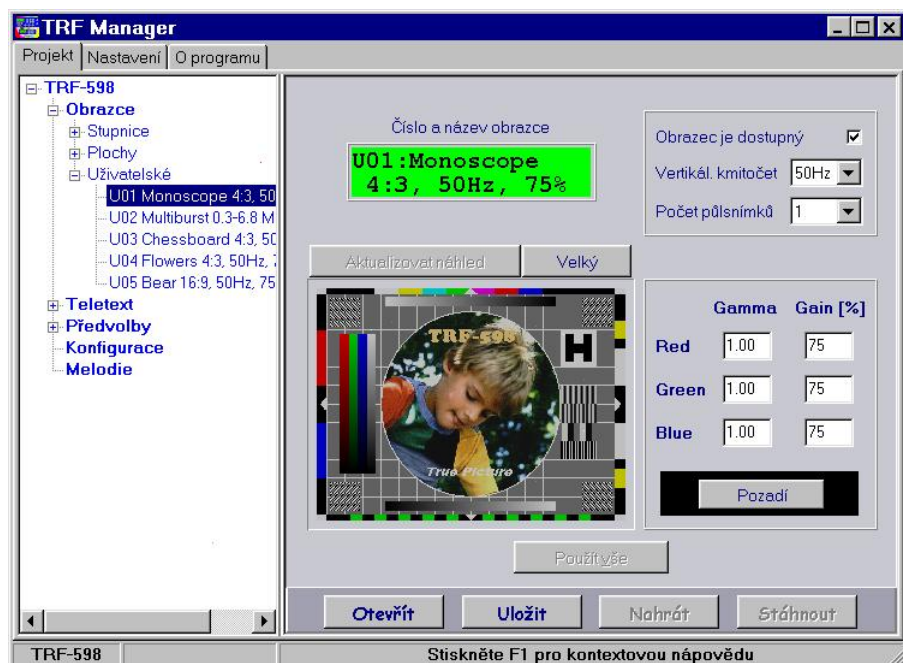 TRF Manager
Projekt
Nastavení
O programu
TRF-598
Obrazce
Stupnice
Plochy
Uživatelské
U01 Monoscope 4:3, 50
U02 Multiburst 0.3-6.8 M
U03 Chessboard 4:3, 50
U04 Flowers 4:3, 50Hz, 7
U05 Bear 16:9, 50Hz, 75
Teletext
Předvolby
Konfigurace
Melodie
Číslo a název obrazce
U01:Monoscope
4:3, 50Hz, 75%
Obrazec je dostupný
Vertikál. kmitočet 50Hz
Počet půlsnímků 1
Aktualizovat náhled
Velký
TRF-598
H
True Picture
Gamma Gain [%]
Red 1.00 75
Green 1.00 75
Blue 1.00 75
Pozadí
Použít vše
Otevřít
Uložit
Nahrát
Stáhnout
TRF-598
Stiskněte F1 pro kontextovou nápovědu